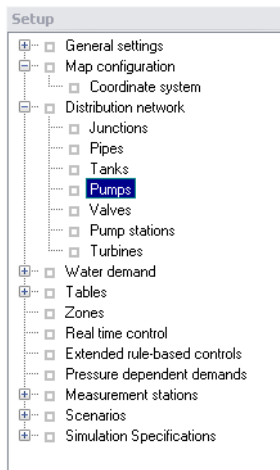 Setup
General settings
Map configuration
Coordinate system
Distribution network
Junctions
Pipes
Tanks
Pumps
Valves
Pump stations
Turbines
Water demand
Tables
Zones
Real time control
Extended rule-based controls
Pressure dependent demands
Measurement stations
Scenarios
Simulation Specifications